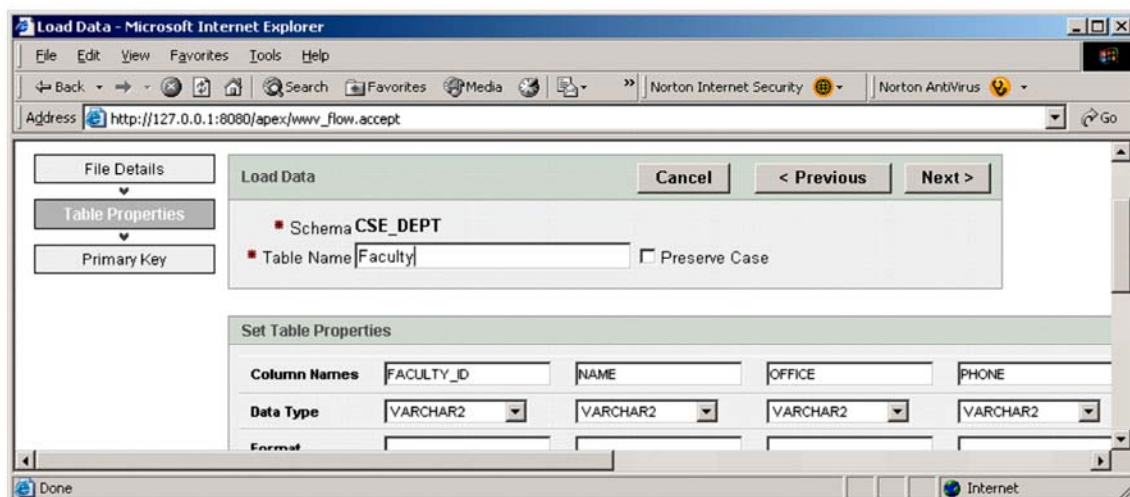 Load Data - Microsoft Internet Explorer
File Edit View Favorites Tools Help
Back Search Favorites Media » Norton Internet Security Norton AntiVirus
Address http://127.0.0.1:8080/apex/wwv_flow.accept Go
File Details
Table Properties
Primary Key
Load Data Cancel < Previous Next >
Schema CSE_DEPT
Table Name Faculty Preserve Case
Set Table Properties
Column Names FACULTY_ID NAME OFFICE PHONE
Data Type VARCHAR2 VARCHAR2 VARCHAR2 VARCHAR2
Format
Done Internet